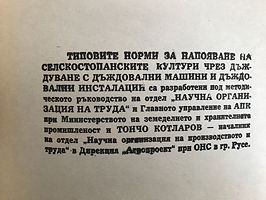 ТИПОВИТЕ НОРМИ ЗА НАПОЯВАНЕ НА
СЕЛСКОСТОПАНСКИТЕ КУЛТУРИ ЧРЕЗ ДЪЖ-
ДУВАНЕ С ДЪЖДОВАЛНИ МАШИНИ И ДЪЖДО-
ВАЛНИ ИНСТАЛАЦИИ са разработени под мето-
ческото ръководство на отдел „НАУЧНА ОРГАНИ-
ЗАЦИЯ НА ТРУДА" и Главното управление на АПК
при Министерството на земеделието и хранителната
промишленост и ТОНЧО КОТЛАРОВ — началник
на отдел „Научна организация на производството и
труда" в Дирекция „Агропроект" при ОНС в гр. Русе.